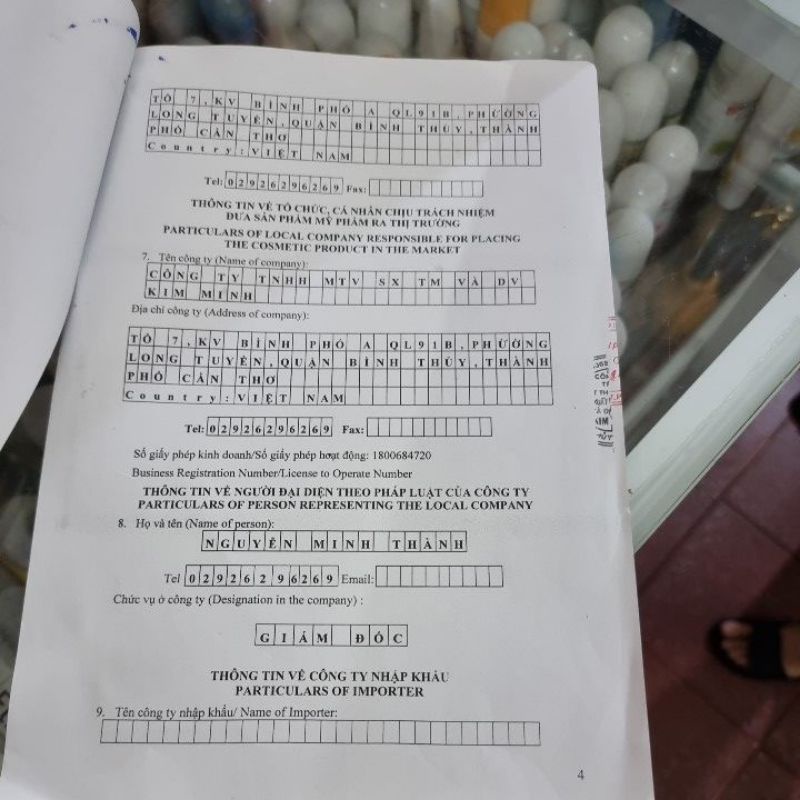 TỔ 7, KV BÌNH PHÓ A QL91B, PHƯỜNG
LONG TUYỀN, QUẬN BÌNH THỦY, THÀNH
PHỐ CẦN THƠ
Country: VIỆT NAM
Tel: 02926296269 Fax:
THÔNG TIN VỀ TỔ CHỨC, CÁ NHÂN CHỊU TRÁCH NHIỆM
ĐƯA SẢN PHẨM MỸ PHẨM RA THỊ TRƯỜNG
PARTICULARS OF LOCAL COMPANY RESPONSIBLE FOR PLACING
THE COSMETIC PRODUCT IN THE MARKET
7. Tên công ty (Name of company):
CÔNG TY TNHH MTV SX TM VÀ DV
KIM MINH
Địa chỉ công ty (Address of company):
TỔ 7, KV BÌNH PHÓ A QL91B, PHƯỜNG
LONG TUYỀN, QUẬN BÌNH THỦY, THÀNH
PHỐ CẦN THƠ
Country: VIỆT NAM
Tel: 02926296269 Fax:
Số giấy phép kinh doanh/Số giấy phép hoạt động: 1800684720
Business Registration Number/License to Operate Number
THÔNG TIN VỀ NGƯỜI ĐẠI DIỆN THEO PHÁP LUẬT CỦA CÔNG TY
PARTICULARS OF PERSON REPRESENTING THE LOCAL COMPANY
8. Họ và tên (Name of person):
NGUYỄN MINH THÀNH
Tel 02926296269 Email:
Chức vụ ở công ty (Designation in the company) :
GIÁM ĐỐC
THÔNG TIN VỀ CÔNG TY NHẬP KHẨU
PARTICULARS OF IMPORTER
9. Tên công ty nhập khẩu/ Name of Importer:
4